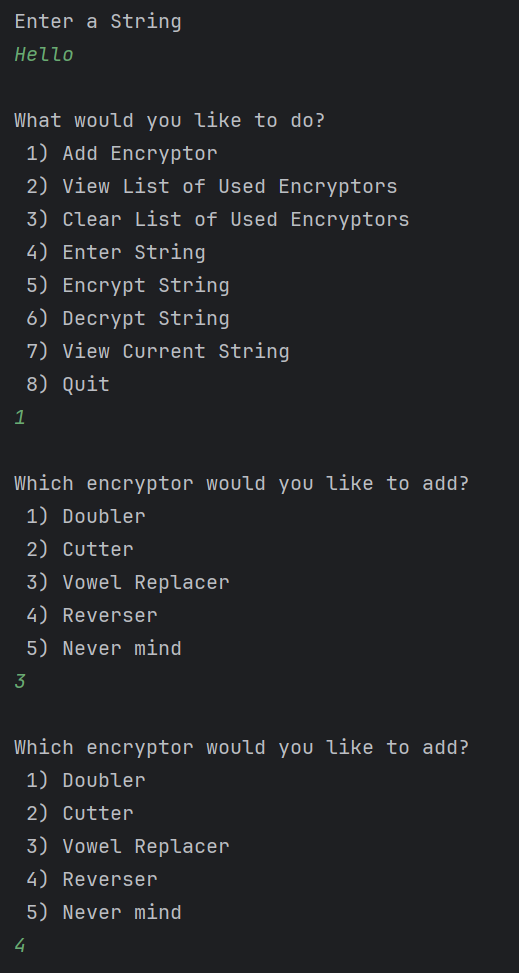 Enter a String
Hello
What would you like to do?
1) Add Encryptor
2) View List of Used Encryptors
3) Clear List of Used Encryptors
4) Enter String
5) Encrypt String
6) Decrypt String
7) View Current String
8) Quit
1
Which encryptor would you like to add?
1) Doubler
2) Cutter
3) Vowel Replacer
4) Reverser
5) Never mind
3
Which encryptor would you like to add?
1) Doubler
2) Cutter
3) Vowel Replacer
4) Reverser
5) Never mind
4